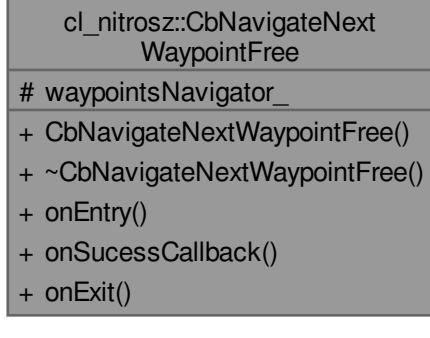 cl_nitrosz::CbNavigateNext
WaypointFree
# waypointsNavigator_
+ CbNavigateNextWaypointFree()
+ ~CbNavigateNextWaypointFree()
+ onEntry()
+ onSucessCallback()
+ onExit()